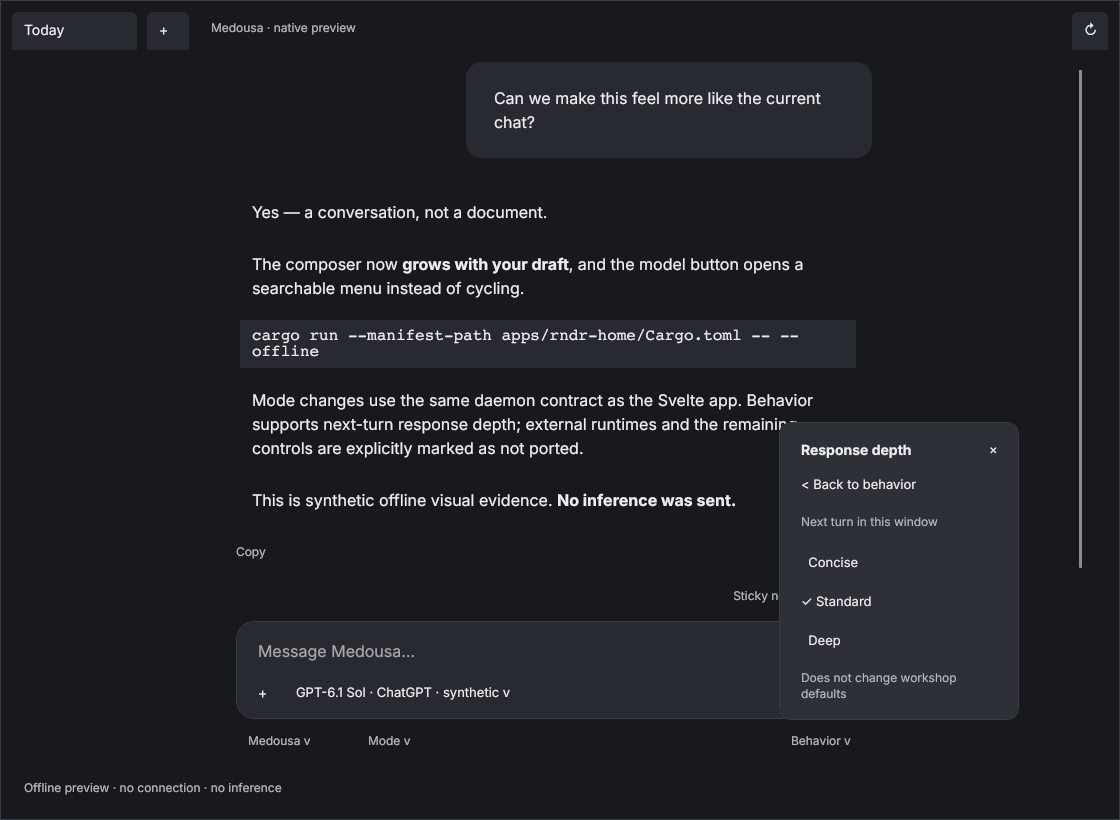 Today
+
Medousa · native preview
Can we make this feel more like the current
chat?
Yes — a conversation, not a document.
The composer now grows with your draft, and the model button opens a
searchable menu instead of cycling.
cargo run --manifest-path apps/rndr-home/Cargo.toml -- --
offline
Mode changes use the same daemon contract as the Svelte app. Behavior
supports next-turn response depth; external runtimes and the remaining
controls are explicitly marked as not ported.
This is synthetic offline visual evidence. No inference was sent.
Copy
Sticky
Message Medousa...
+ GPT-6.1 Sol · ChatGPT · synthetic v
Medousa v
Mode v
Behavior v
Response depth ×
< Back to behavior
Next turn in this window
Concise
✓ Standard
Deep
Does not change workshop
defaults
Offline preview · no connection · no inference